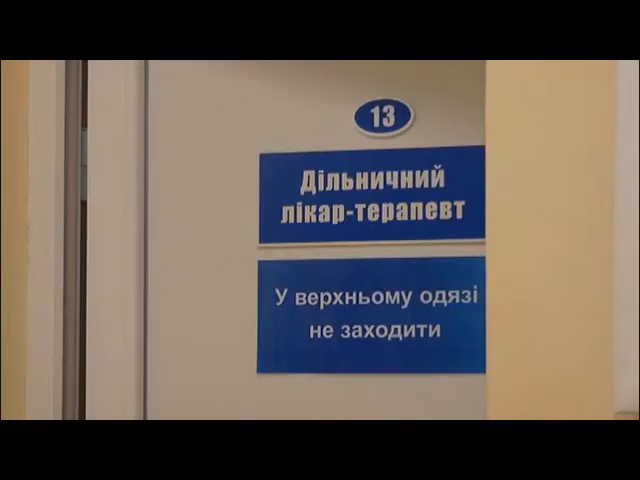 13
Дільничний
лікар-терапевт
У верхньому одязі
не заходити